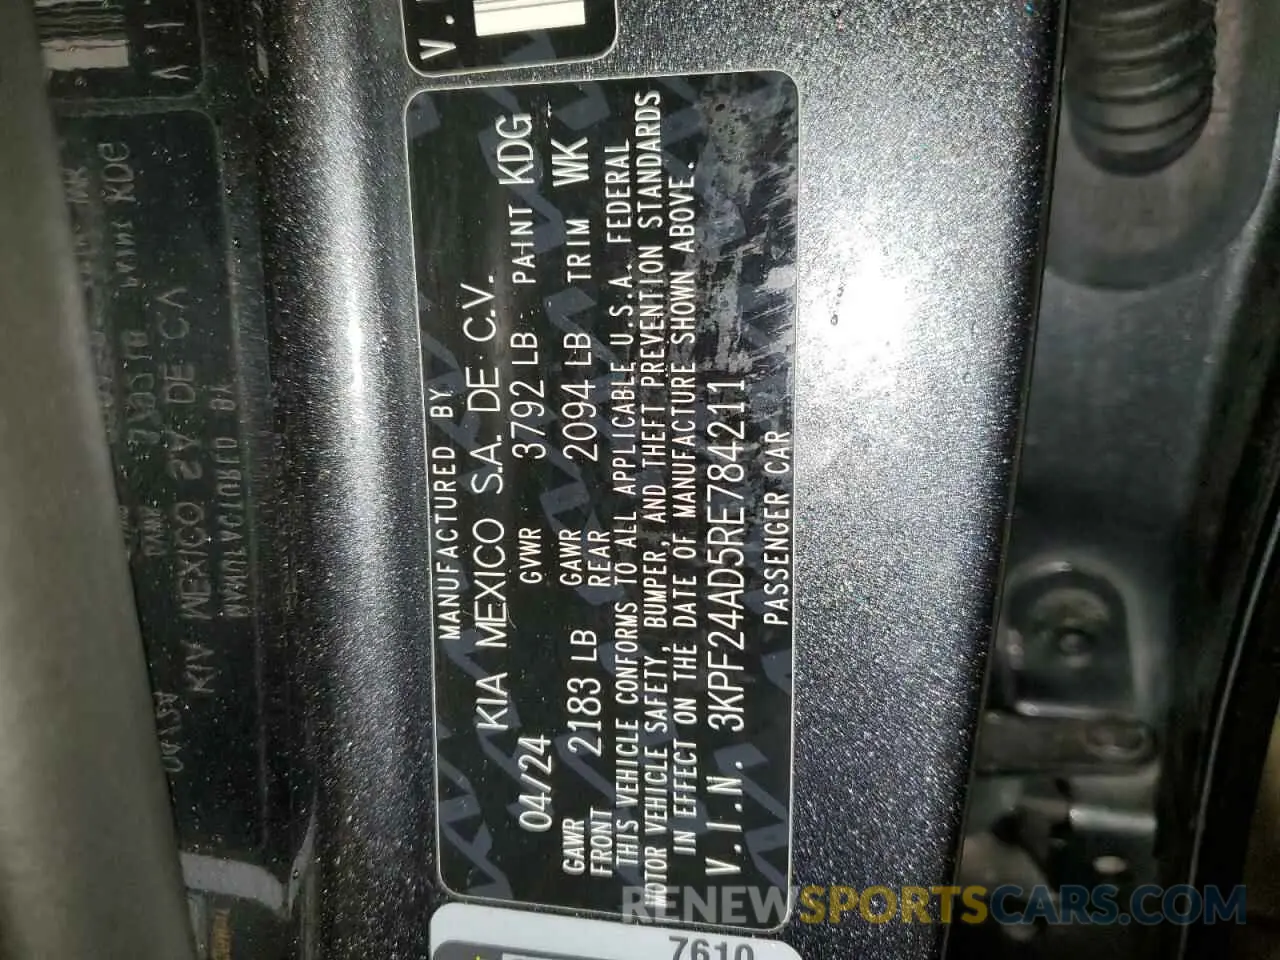 V.I
MANUFACTURED BY
KIA MEXICO S.A. DE C.V.
04/24 GVWR 3792 LB PAINT KDG
GAWR FRONT 2183 LB GAWR REAR 2094 LB TRIM WK
THIS VEHICLE CONFORMS TO ALL APPLICABLE U.S.A. FEDERAL
MOTOR VEHICLE SAFETY, BUMPER, AND THEFT PREVENTION STANDARDS
IN EFFECT ON THE DATE OF MANUFACTURE SHOWN ABOVE.
V.I.N. 3KPF24AD5RE784211
PASSENGER CAR
7610
RENEWSPORTSCARS.COM